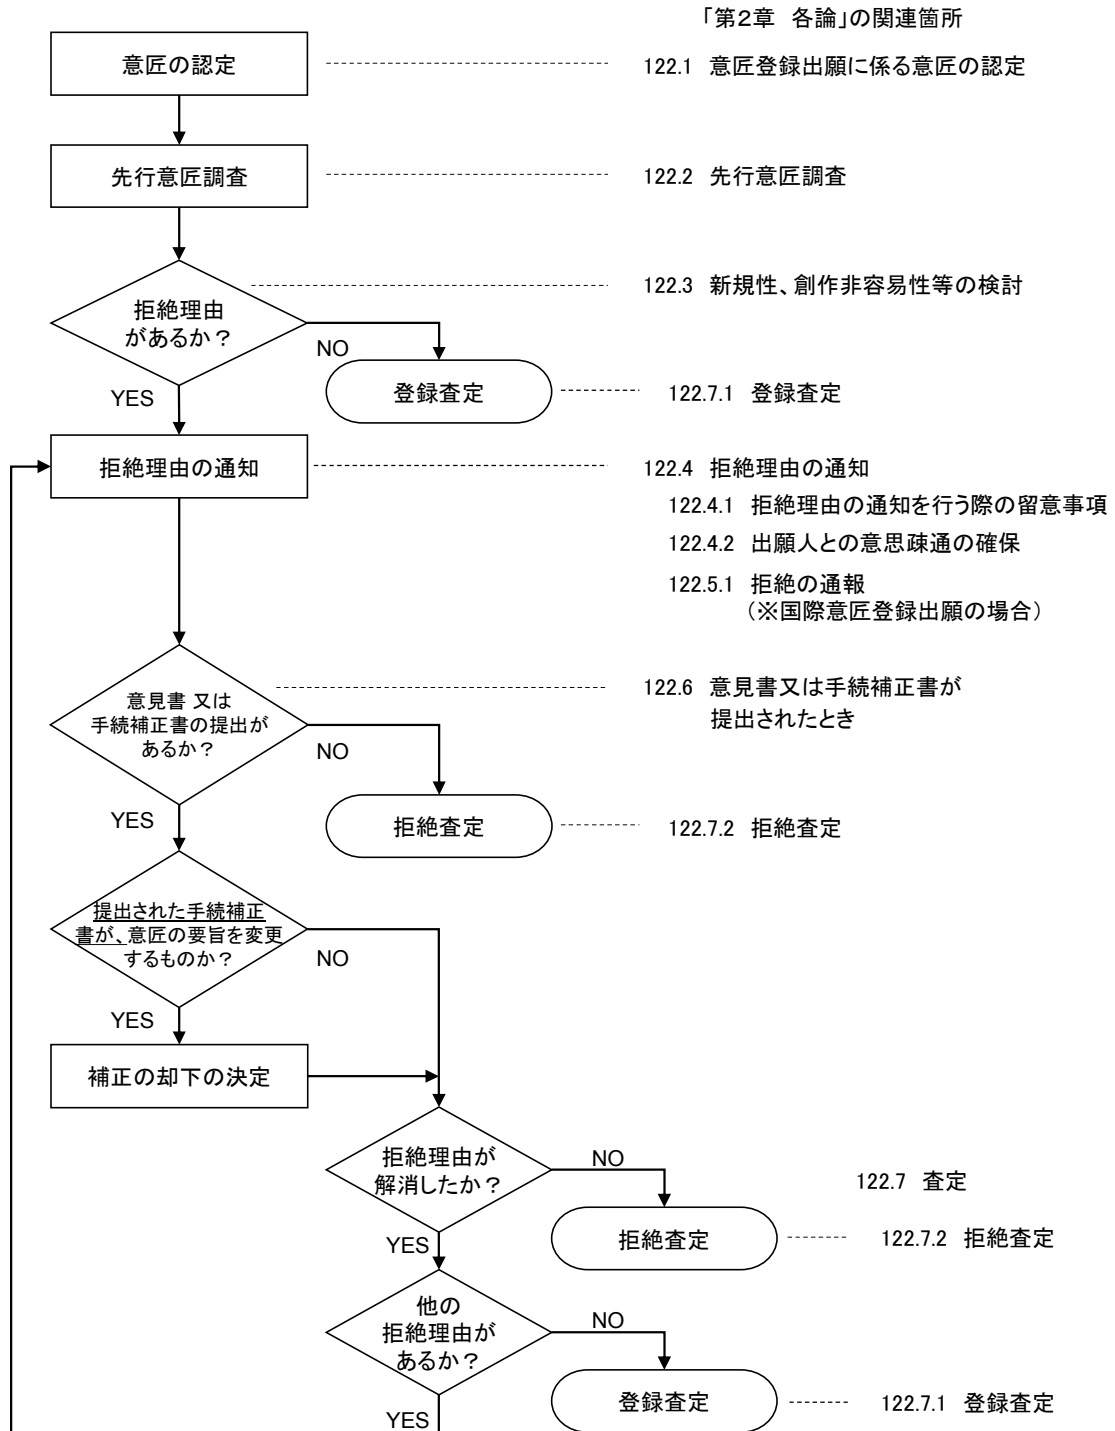 「第2章 各論」の関連箇所
意匠の認定
122.1 意匠登録出願に係る意匠の認定
先行意匠調査
122.2 先行意匠調査
122.3 新規性、創作非容易性等の検討
拒絶理由
があるか?
NO
登録査定
122.7.1 登録査定
YES
拒絶理由の通知
122.4 拒絶理由の通知
122.4.1 拒絶理由の通知を行う際の留意事項
122.4.2 出願人との意思疎通の確保
122.5.1 拒絶の通報
(※国際意匠登録出願の場合)
意見書 又は
手続補正書の提出が
あるか?
122.6 意見書又は手続補正書が
提出されたとき
NO
YES
拒絶査定
122.7.2 拒絶査定
提出された手続補正
書が、意匠の要旨を変更
するものか?
NO
YES
補正の却下の決定
拒絶理由が
解消したか?
NO
122.7 査定
拒絶査定
122.7.2 拒絶査定
YES
他の
拒絶理由が
あるか?
NO
登録査定
122.7.1 登録査定
YES